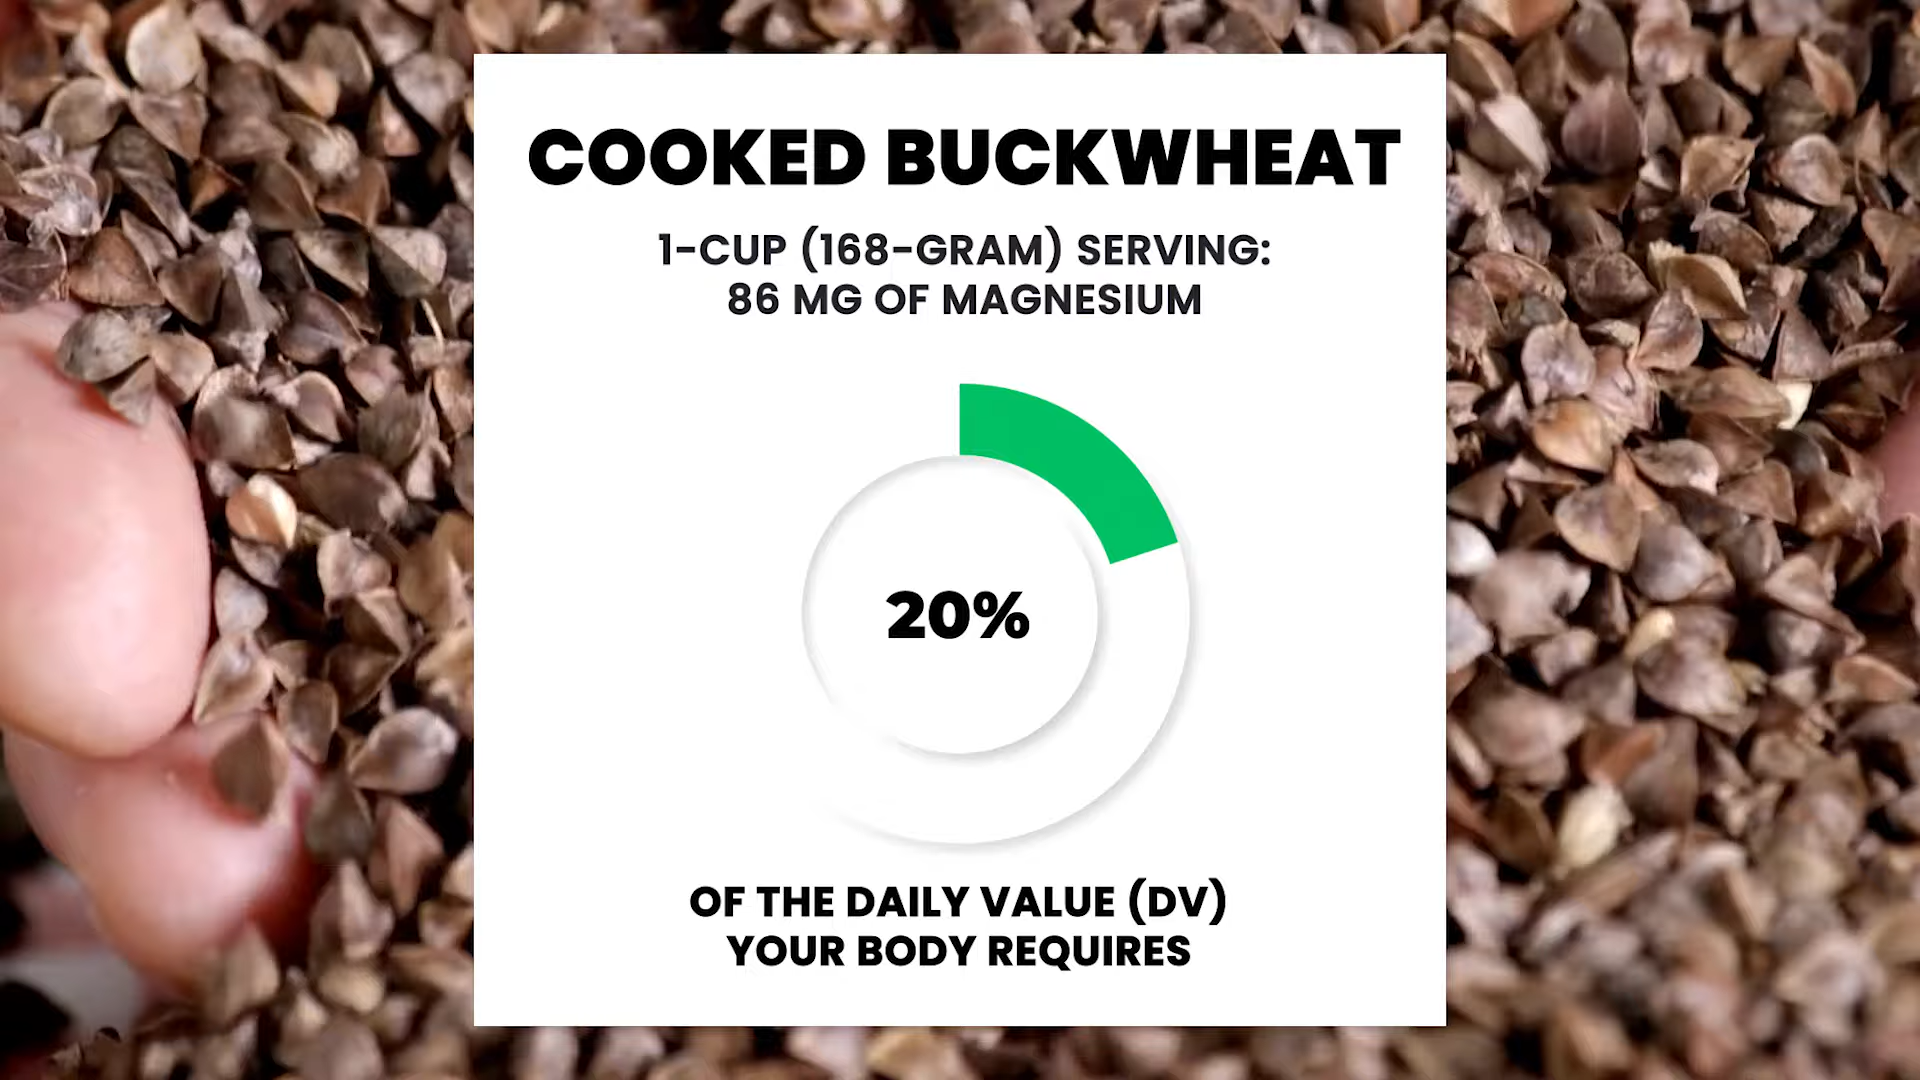 COOKED BUCKWHEAT
1-CUP (168-GRAM) SERVING:
86 MG OF MAGNESIUM
20%
OF THE DAILY VALUE (DV)
YOUR BODY REQUIRES